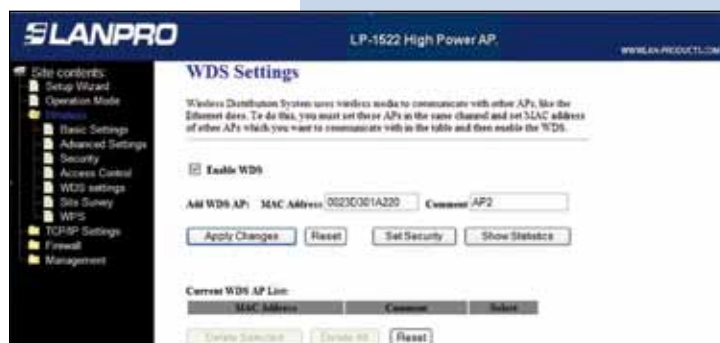 LANPRO
LP-1522 High Power AP.
WWW.LAN-PRODUCTS.COM
Site contents:
Setup Wizard
Operation Mode
Wireless
Basic Settings
Advanced Settings
Security
Access Control
WDS settings
Site Survey
WPS
TCP/IP Settings
Firewall
Management
WDS Settings
Wireless Distribution System uses wireless media to communicate with other APs, like the
Ethernet does. To do this, you must set these APs in the same channel and set MAC address
of other APs which you want to communicate with in the table and then enable the WDS.
Enable WDS
Add WDS AP: MAC Address 0023D301A220 Comment AP2
Apply Changes Reset Set Security Show Statistics
Current WDS AP List:
MAC Address Comment Select
Delete Selected Delete All Reset